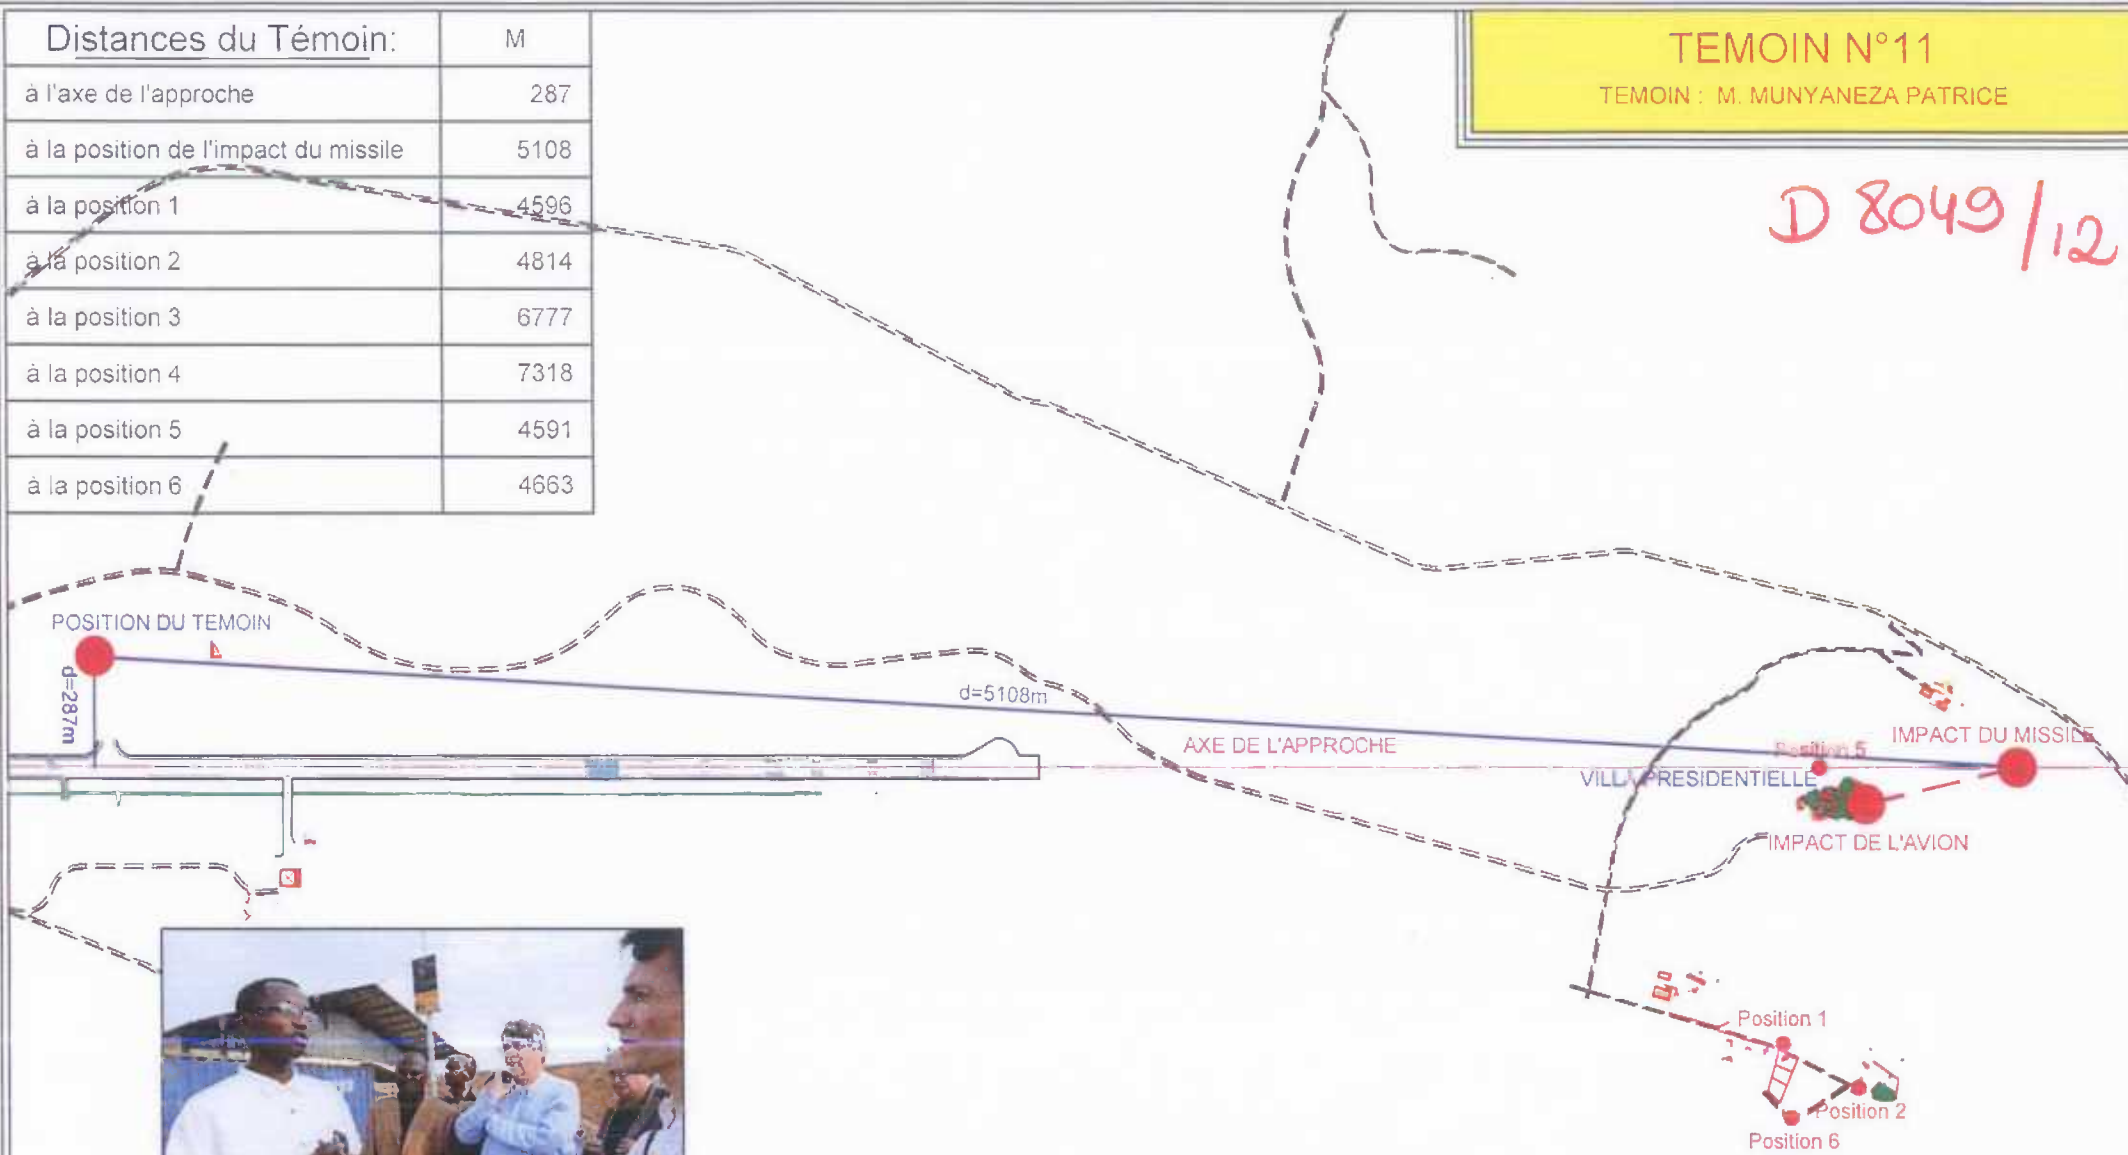 Distances du Témoin: M
à l'axe de l'approche 287
à la position de l'impact du missile 5108
à la position 1 4596
à la position 2 4814
à la position 3 6777
à la position 4 7318
à la position 5 4591
à la position 6 4663
TEMOIN N°11
TEMOIN : M. MUNYANEZA PATRICE
D 8049/12
POSITION DU TEMOIN
d=287m
d=5108m
AXE DE L'APPROCHE
Position 5
IMPACT DU MISSILE
VILLA PRESIDENTIELLE
IMPACT DE L'AVION
Position 1
Position 2
Position 6